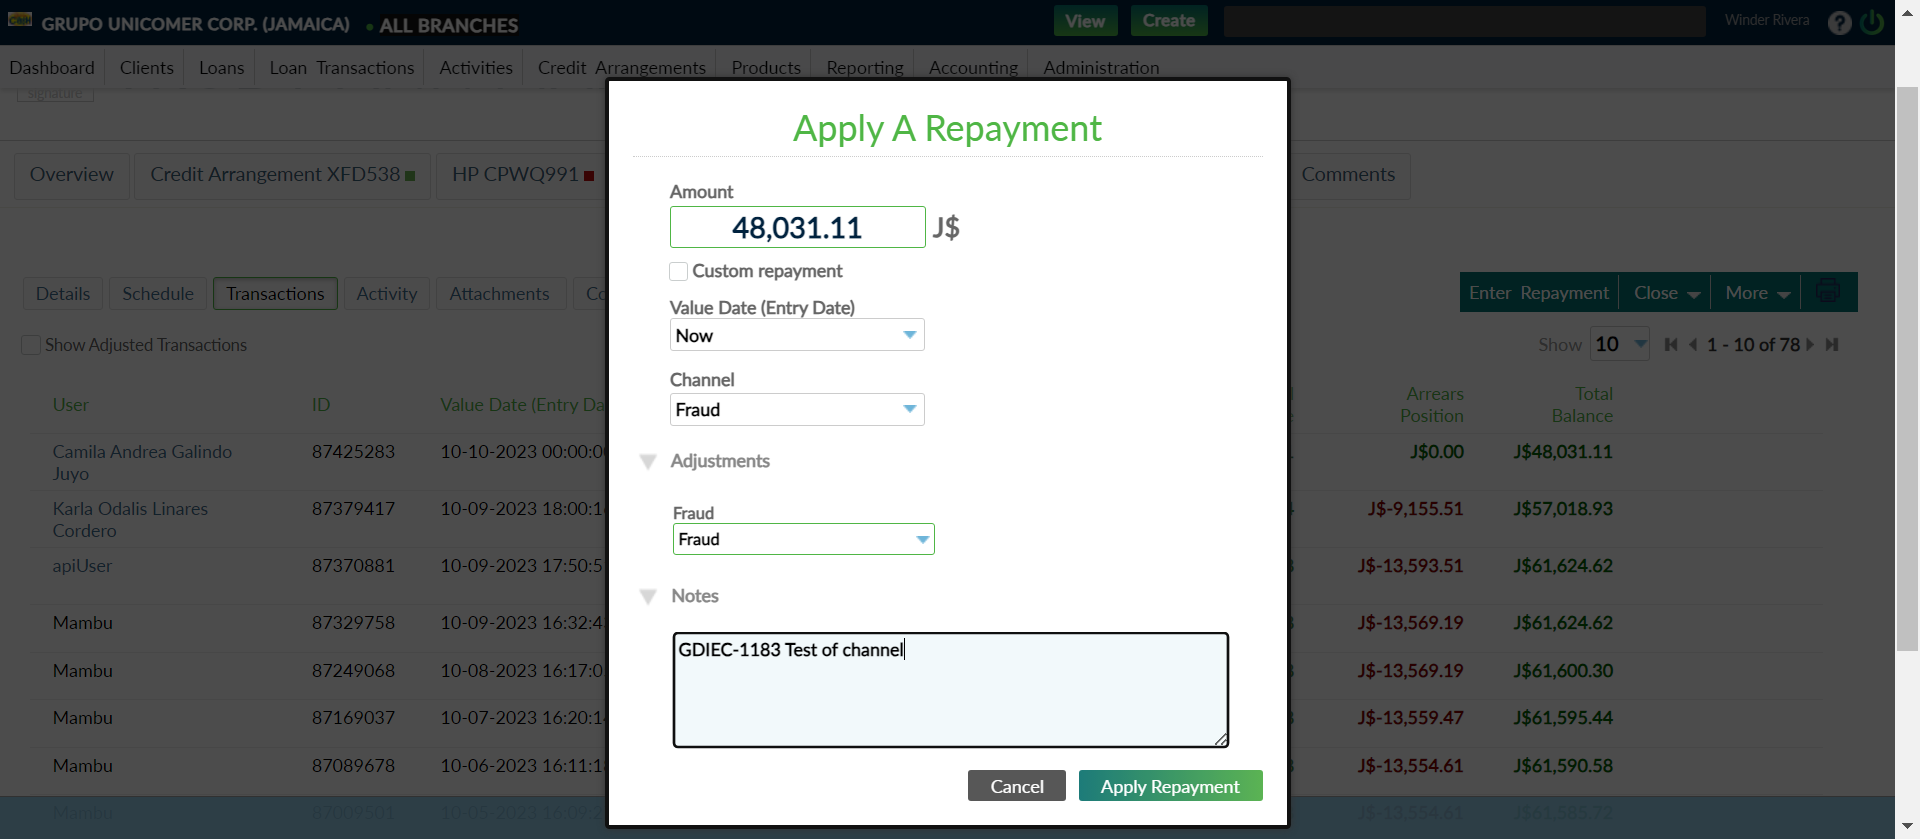 GRUPO UNICOMER CORP. (JAMAICA) • ALL BRANCHES View Create Winder Rivera ?
Dashboard Clients Loans Loan Transactions Activities Credit Arrangements Products Reporting Accounting Administration
signature
Overview Credit Arrangement XFD538 HP CPWQ991 Comments
Apply A Repayment
Amount
48,031.11 J$
Custom repayment
Value Date (Entry Date)
Now
Channel
Fraud
Adjustments
Fraud
Fraud
Notes
GDIEC-1183 Test of channel
Cancel Apply Repayment
Details Schedule Transactions Activity Attachments Co Enter Repayment Close More
Show Adjusted Transactions Show 10 1 - 10 of 78
User ID Value Date (Entry Da Arrears Position Total Balance
Camila Andrea Galindo Juyo 87425283 10-10-2023 00:00:0 J$0.00 J$48,031.11
Karla Odalis Linares Cordero 87379417 10-09-2023 18:00:1 J$-9,155.51 J$57,018.93
apiUser 87370881 10-09-2023 17:50:5 J$-13,593.51 J$61,624.62
Mambu 87329758 10-09-2023 16:32:4 J$-13,569.19 J$61,624.62
Mambu 87249068 10-08-2023 16:17:0 J$-13,569.19 J$61,600.30
Mambu 87169037 10-07-2023 16:20:1 J$-13,559.47 J$61,595.44
Mambu 87089678 10-06-2023 16:11:1 J$-13,554.61 J$61,590.58
Mambu 87009501 10-05-2023 16:09:2 J$-13,554.61 J$61,585.72